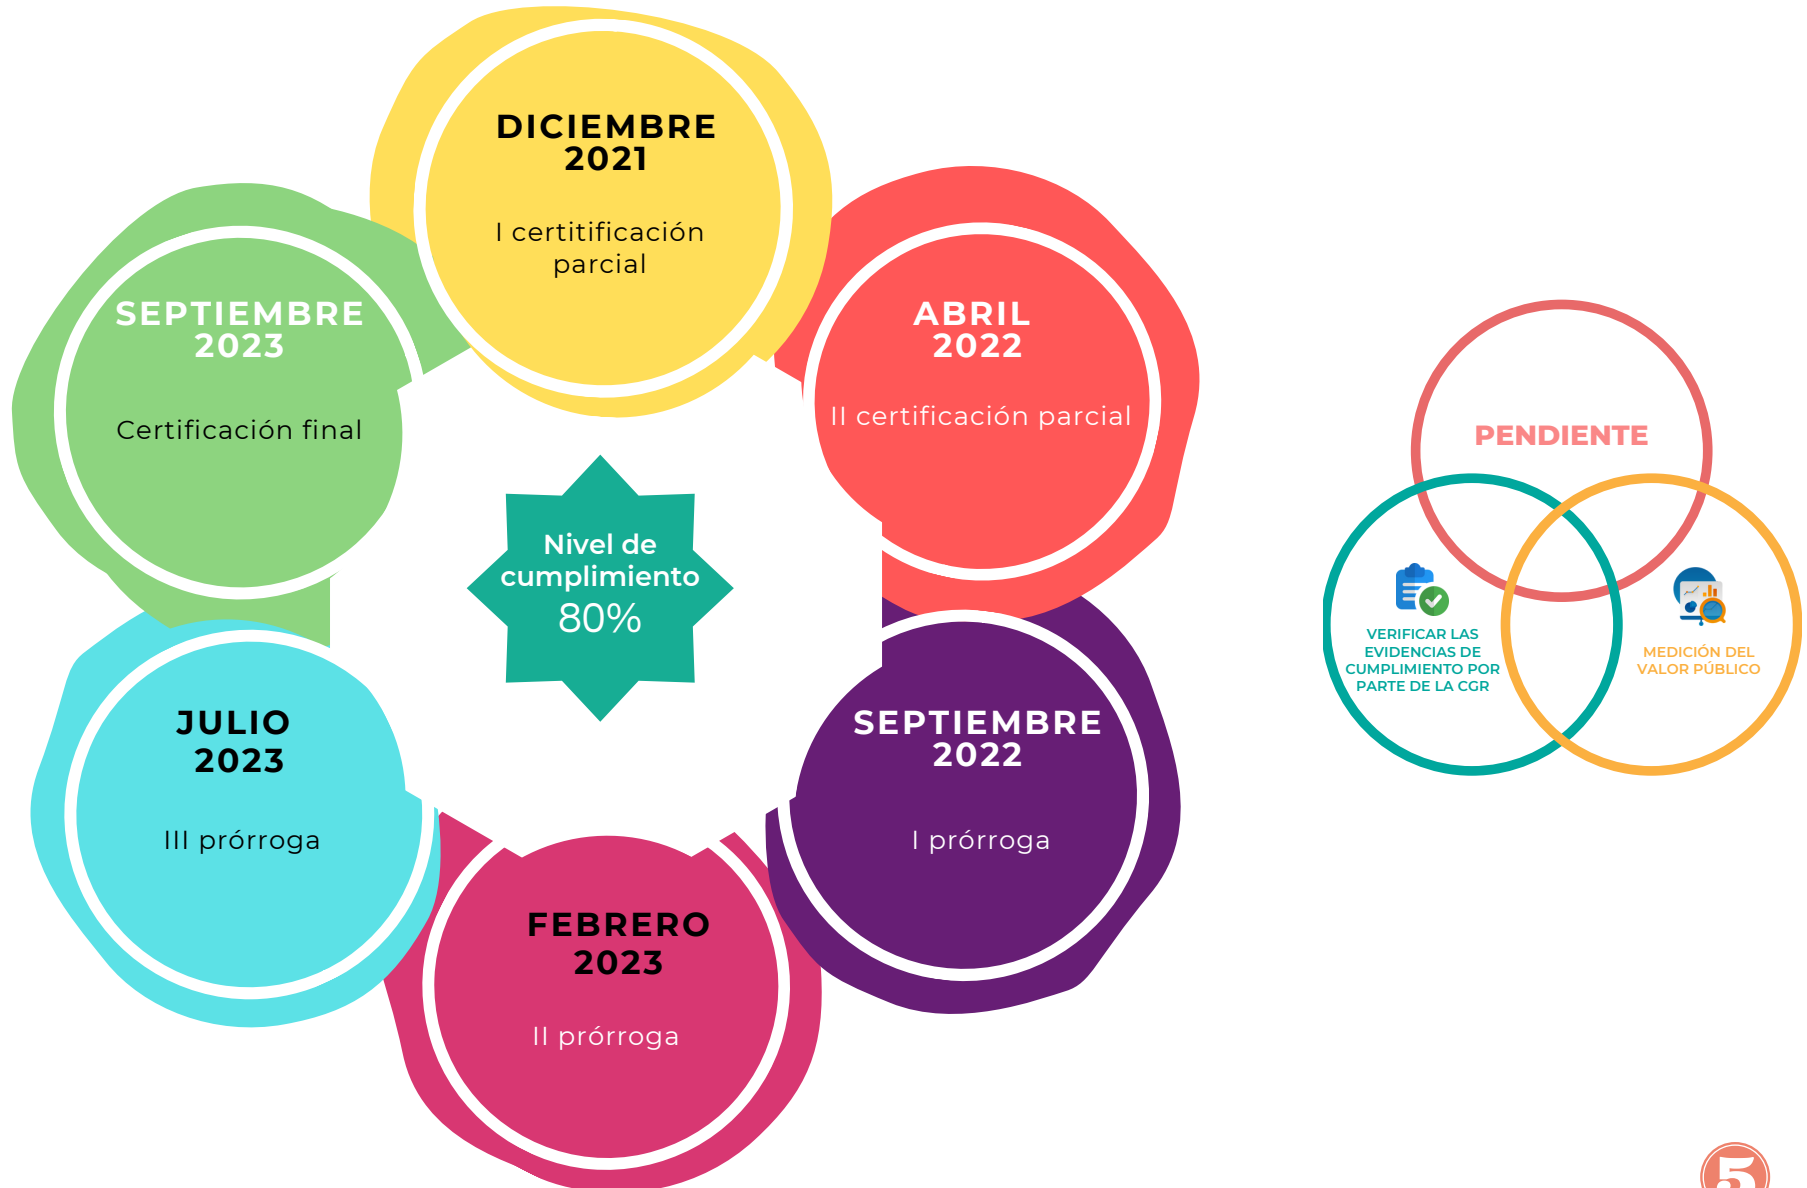 DICIEMBRE
2021
I certitificación
parcial
ABRIL
2022
II certificación parcial
SEPTIEMBRE
2022
I prórroga
FEBRERO
2023
II prórroga
JULIO
2023
III prórroga
SEPTIEMBRE
2023
Certificación final
Nivel de
cumplimiento
80%
PENDIENTE
VERIFICAR LAS
EVIDENCIAS DE
CUMPLIMIENTO POR
PARTE DE LA CGR
MEDICIÓN DEL
VALOR PÚBLICO
5